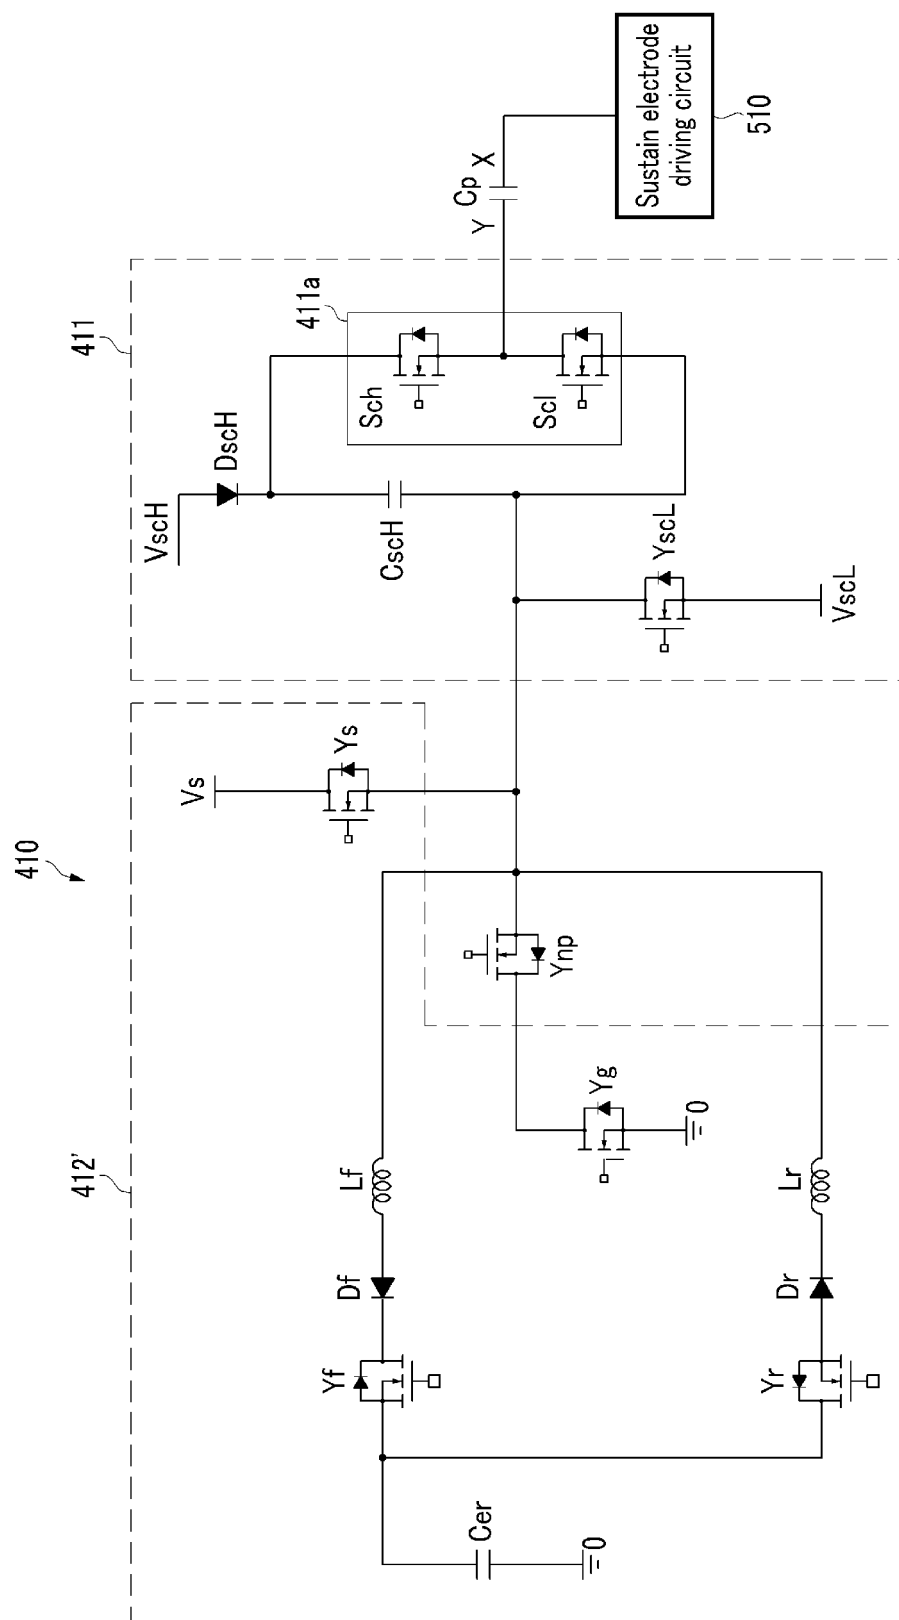 410
412'
411
Cer
0
Yf
Df
Lf
Yr
Dr
Lr
Yg
0
Ynp
Vs
Ys
VscH
DscH
CscH
YscL
VscL
411a
Sch
Scl
Y
Cp
X
Sustain electrode
driving circuit
510